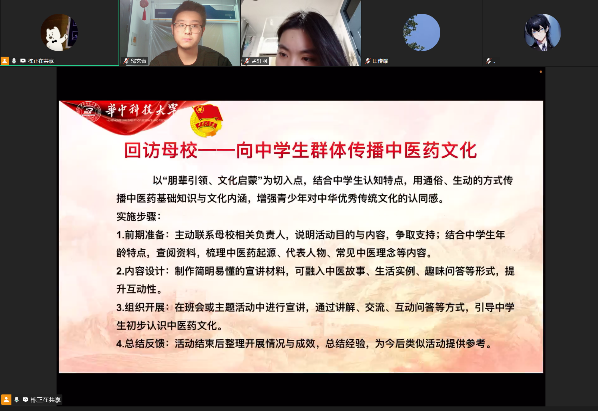 正在共享
华中科技大学
回访母校——向中学生群体传播中医药文化
以“朋辈引领、文化启蒙”为切入点，结合中学生认知特点，用通俗、生动的方式传
播中医药基础知识与文化内涵，增强青少年对中华优秀传统文化的认同感。
实施步骤：
1.前期准备：主动联系母校相关负责人，说明活动目的与内容，争取支持；结合中学生年
龄特点，查阅资料，梳理中医药起源、代表人物、常见中医理念等内容。
2.内容设计：制作简明易懂的宣讲材料，可融入中医故事、生活实例、趣味问答等形式，提
升互动性。
3.组织开展：在班会或主题活动中进行宣讲，通过讲解、交流、互动问答等方式，引导中学
生初步认识中医药文化。
4.总结反馈：活动结束后整理开展情况与成效，总结经验，为今后类似活动提供参考。
正在共享